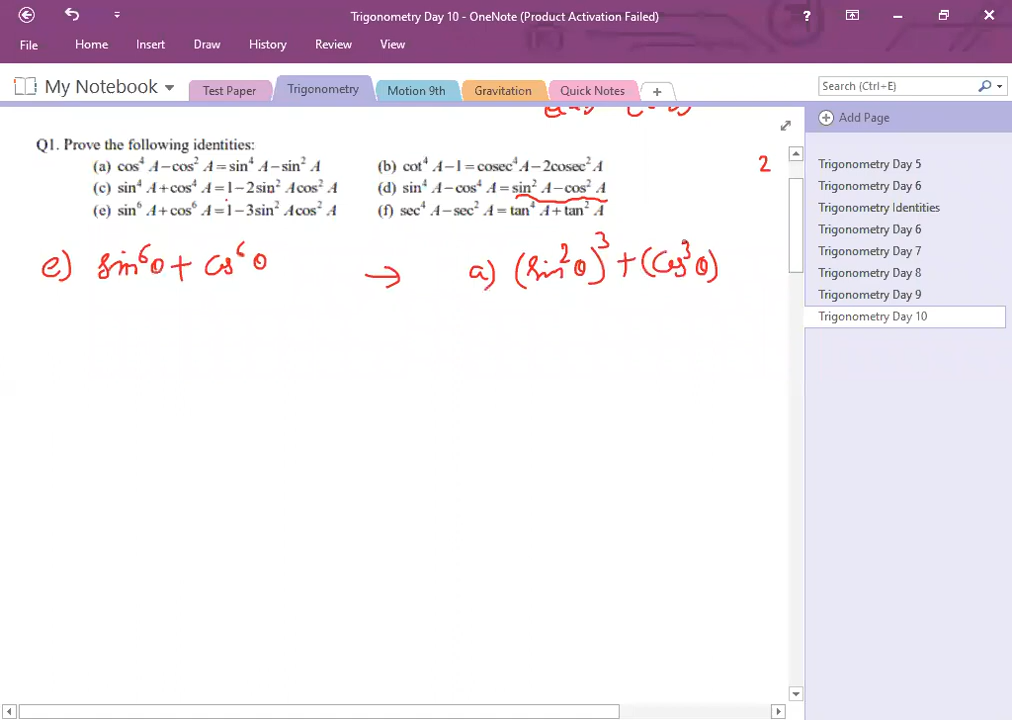 Trigonometry Day 10 - OneNote (Product Activation Failed)
File Home Insert Draw History Review View
My Notebook Test Paper Trigonometry Motion 9th Gravitation Quick Notes
Search (Ctrl+E)
Add Page
Q1. Prove the following identities:
(a) cos⁴ A − cos² A = sin⁴ A − sin² A (b) cot⁴ A − 1 = cosec⁴ A − 2cosec² A
2
(c) sin⁴ A + cos⁴ A = 1 − 2sin² A cos² A (d) sin⁴ A − cos⁴ A = sin² A − cos² A
(e) sin⁶ A + cos⁶ A = 1 − 3sin² A cos² A (f) sec⁴ A − sec² A = tan⁴ A + tan² A
e) sin⁶θ + cos⁶θ → a) (sin²θ)³ + (cos³θ)
Trigonometry Day 5
Trigonometry Day 6
Trigonometry Identities
Trigonometry Day 6
Trigonometry Day 7
Trigonometry Day 8
Trigonometry Day 9
Trigonometry Day 10